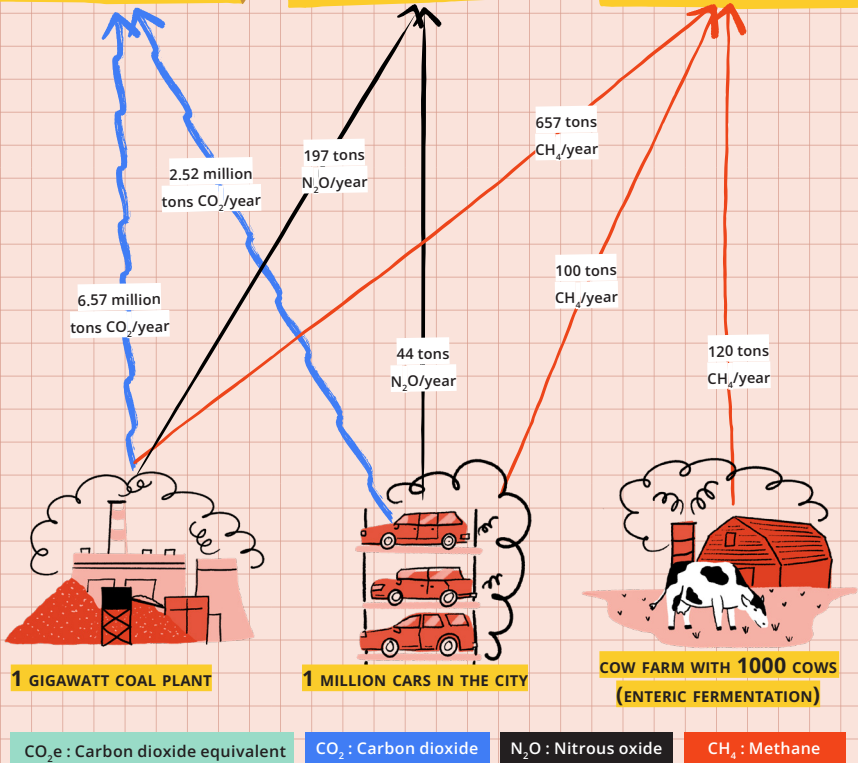 657 tons
CH₄/year
197 tons
N₂O/year
2.52 million
tons CO₂/year
100 tons
CH₄/year
6.57 million
tons CO₂/year
44 tons
N₂O/year
120 tons
CH₄/year
1 GIGAWATT COAL PLANT
1 MILLION CARS IN THE CITY
COW FARM WITH 1000 COWS
(ENTERIC FERMENTATION)
CO₂e : Carbon dioxide equivalent
CO₂ : Carbon dioxide
N₂O : Nitrous oxide
CH₄ : Methane